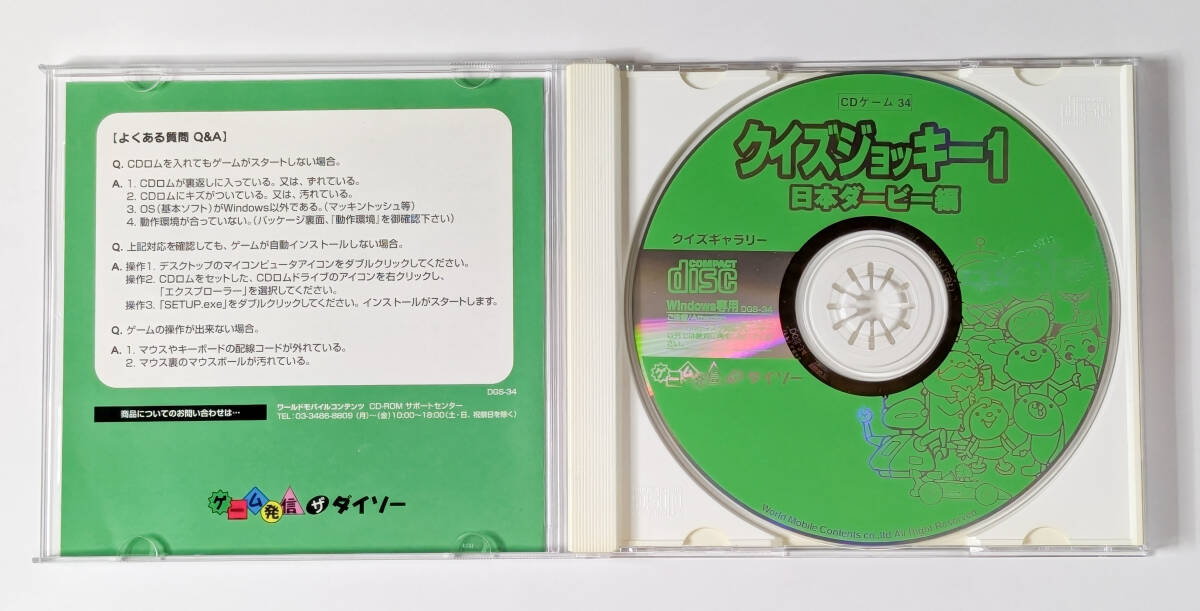 【よくある質問 Q&A】
Q. CDロムを入れてもゲームがスタートしない場合。
A. 1. CDロムが裏返しに入っている。又は、ずれている。
2. CDロムにキズがついている。又は、汚れている。
3. OS(基本ソフト)がWindows以外である。(マッキントッシュ等)
4. 動作環境が合っていない。(パッケージ裏面、「動作環境」を御確認下さい)
Q. 上記対応を確認しても、ゲームが自動インストールしない場合。
A. 操作1. デスクトップのマイコンピュータアイコンをダブルクリックしてください。
操作2. CDロムをセットした、CDロムドライブのアイコンを右クリックし、
「エクスプローラー」を選択してください。
操作3. 「SETUP.exe」をダブルクリックしてください。インストールがスタートします。
Q. ゲームの操作が出来ない場合。
A. 1. マウスやキーボードの配線コードが外れている。
2. マウス裏のマウスボールが汚れている。
DGS-34
商品についてのお問い合わせは…
ワールドモバイルコンテンツ CD-ROM サポートセンター
TEL:03-3486-8809 (月)~(金)10:00~18:00(土・日、祝祭日を除く)
ゲーム発信 ザ ダイソー
CDゲーム 34
クイズジョッキー1
日本ダービー編
クイズギャラリー
COMPACT
disc
Windows専用 DGS-34
ゲーム発信 ザ ダイソー
World Mobile Contents co.,ltd All Right Reserved.